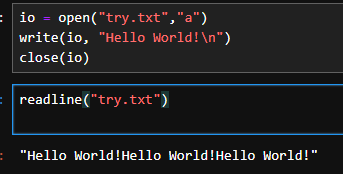 : io = open("try.txt","a")
write(io, "Hello World!\n")
close(io)
: readline("try.txt")
: "Hello World!Hello World!Hello World!"